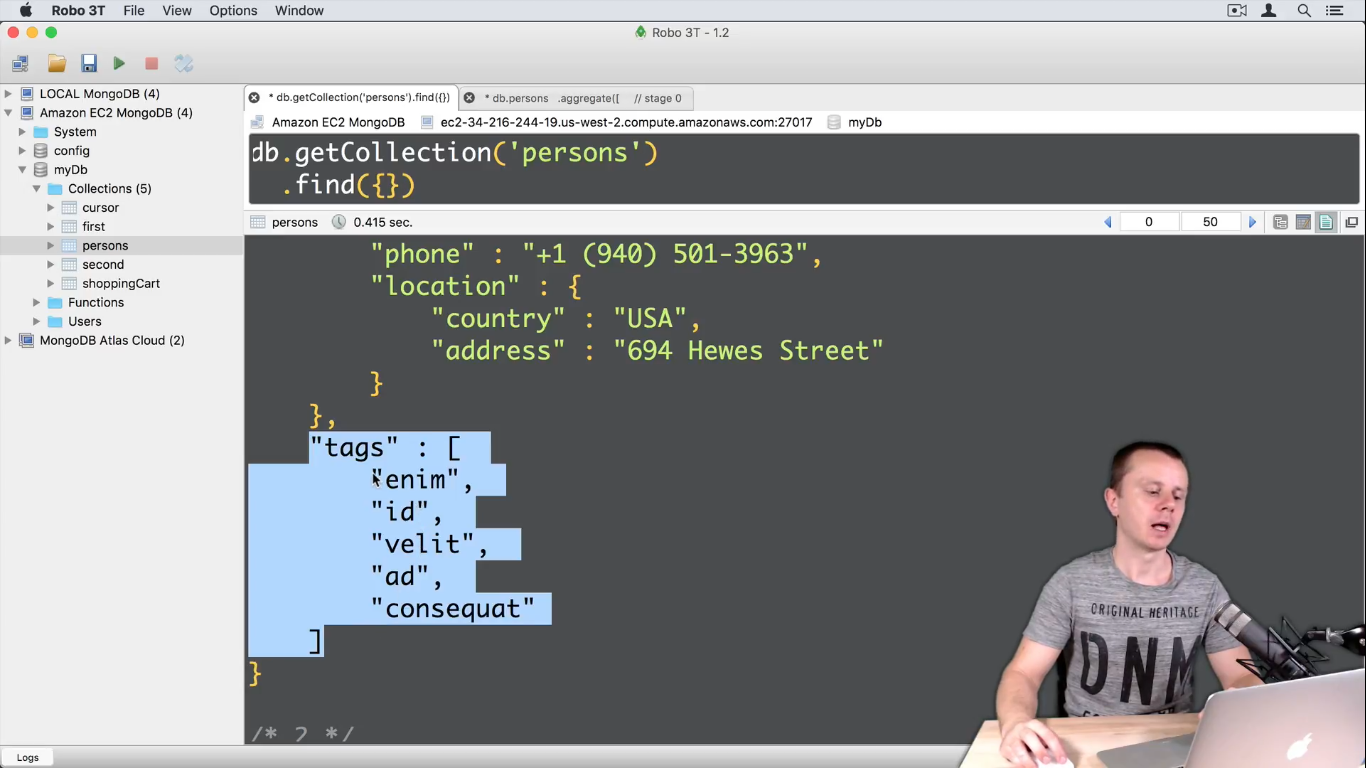 Robo 3T File View Options Window
Robo 3T - 1.2
LOCAL MongoDB (4)
Amazon EC2 MongoDB (4)
System
config
myDb
Collections (5)
cursor
first
persons
second
shoppingCart
Functions
Users
MongoDB Atlas Cloud (2)
* db.getCollection('persons').find({}) * db.persons .aggregate([ // stage 0
Amazon EC2 MongoDB ec2-34-216-244-19.us-west-2.compute.amazonaws.com:27017 myDb
db.getCollection('persons')
.find({})
persons 0.415 sec. 0 50
"phone" : "+1 (940) 501-3963",
"location" : {
"country" : "USA",
"address" : "694 Hewes Street"
}
},
"tags" : [
"enim",
"id",
"velit",
"ad",
"consequat"
]
}
/* 2 */
Logs
ORIGINAL HERITAGE
DNM